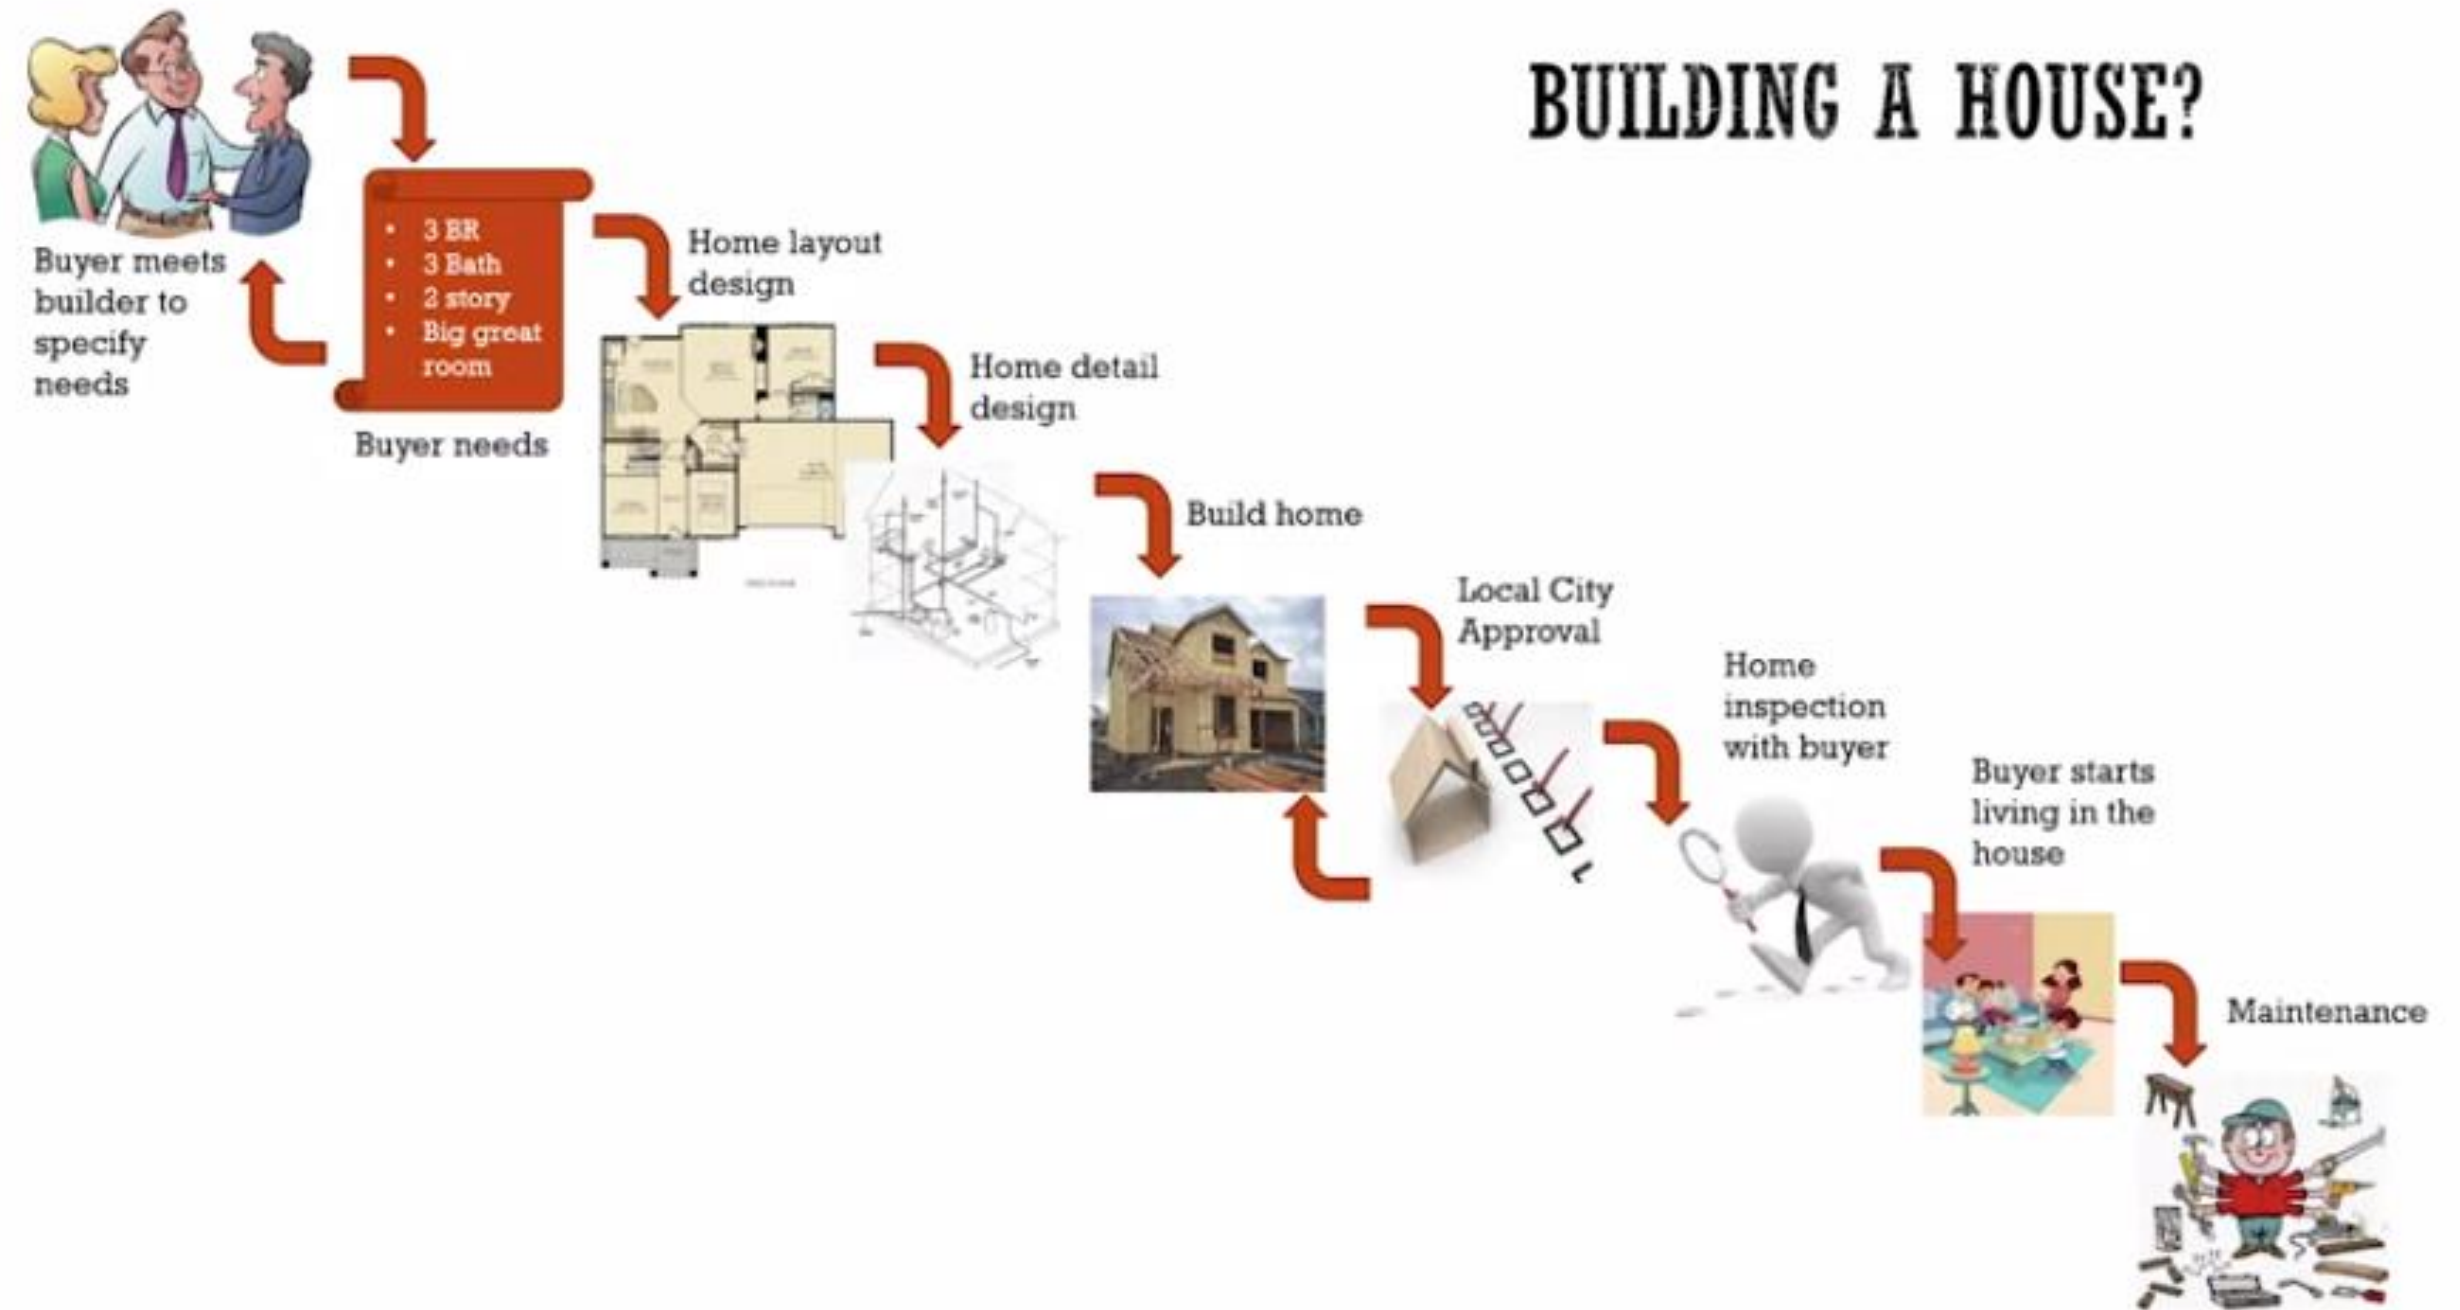 BUILDING A HOUSE?
Buyer meets
builder to
specify
needs
• 3 BR
• 3 Bath
• 2 story
• Big great
room
Buyer needs
Home layout
design
Home detail
design
Build home
Local City
Approval
Home
inspection
with buyer
Buyer starts
living in the
house
Maintenance